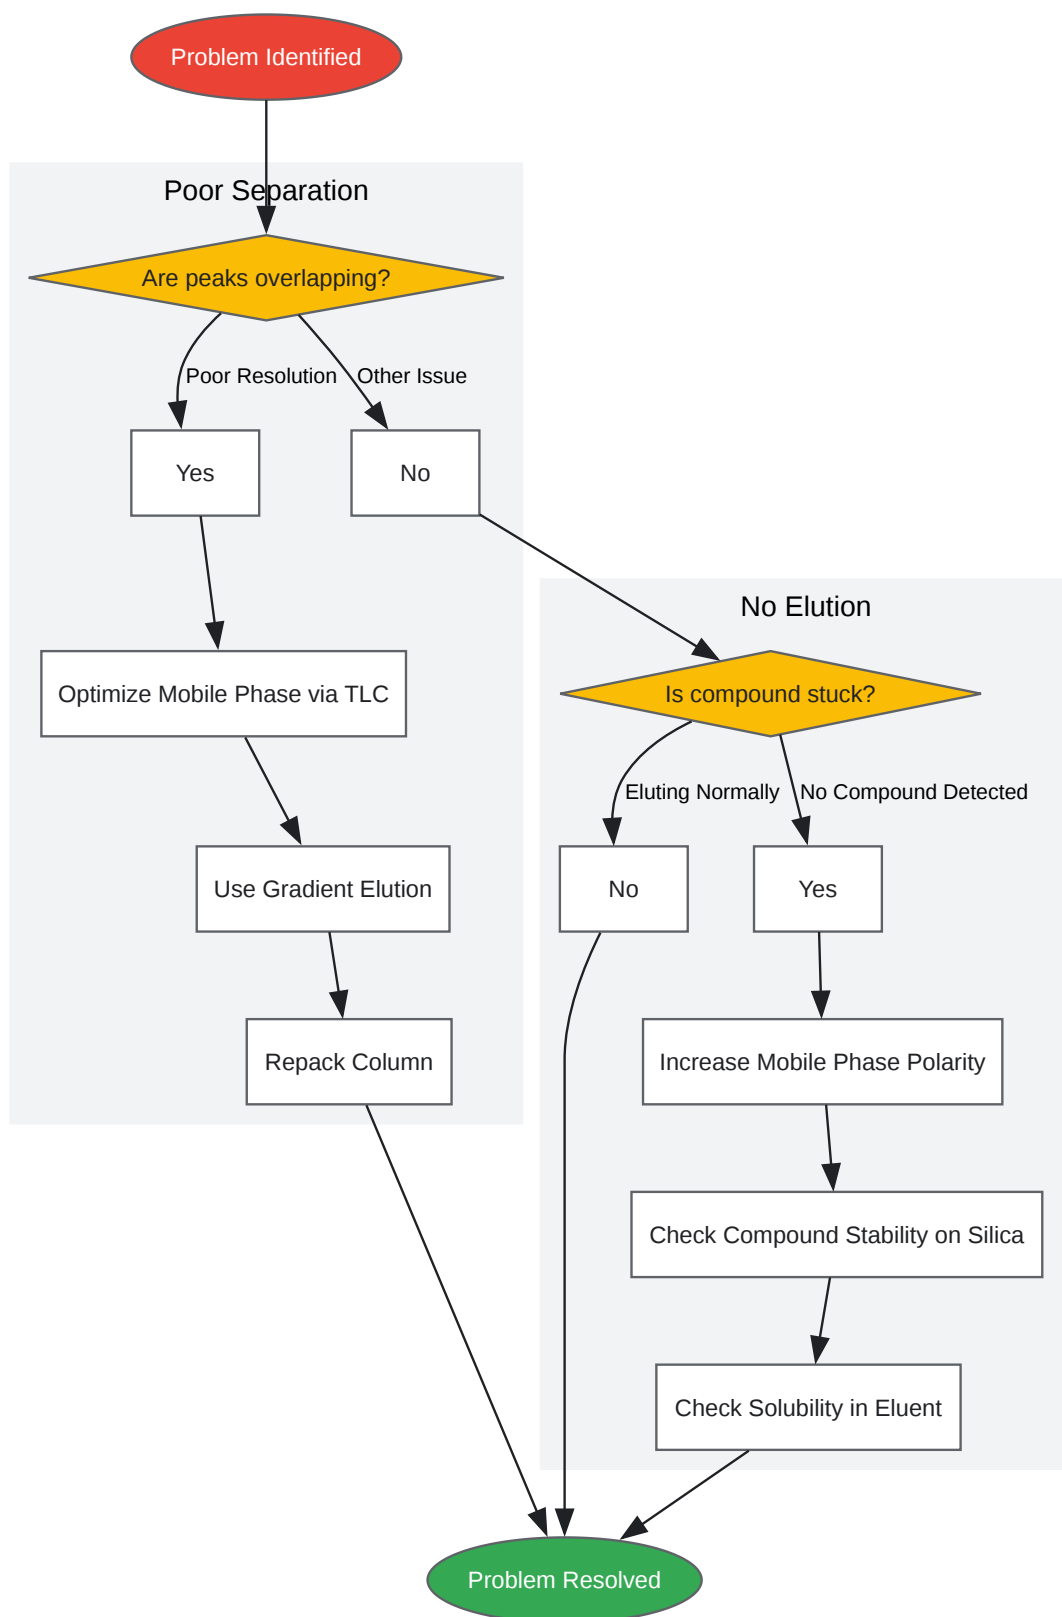 Problem Identified
Poor Separation
Are peaks overlapping?
Poor Resolution
Other Issue
Yes
No
Optimize Mobile Phase via TLC
Use Gradient Elution
Repack Column
No Elution
Is compound stuck?
Eluting Normally
No Compound Detected
No
Yes
Increase Mobile Phase Polarity
Check Compound Stability on Silica
Check Solubility in Eluent
Problem Resolved